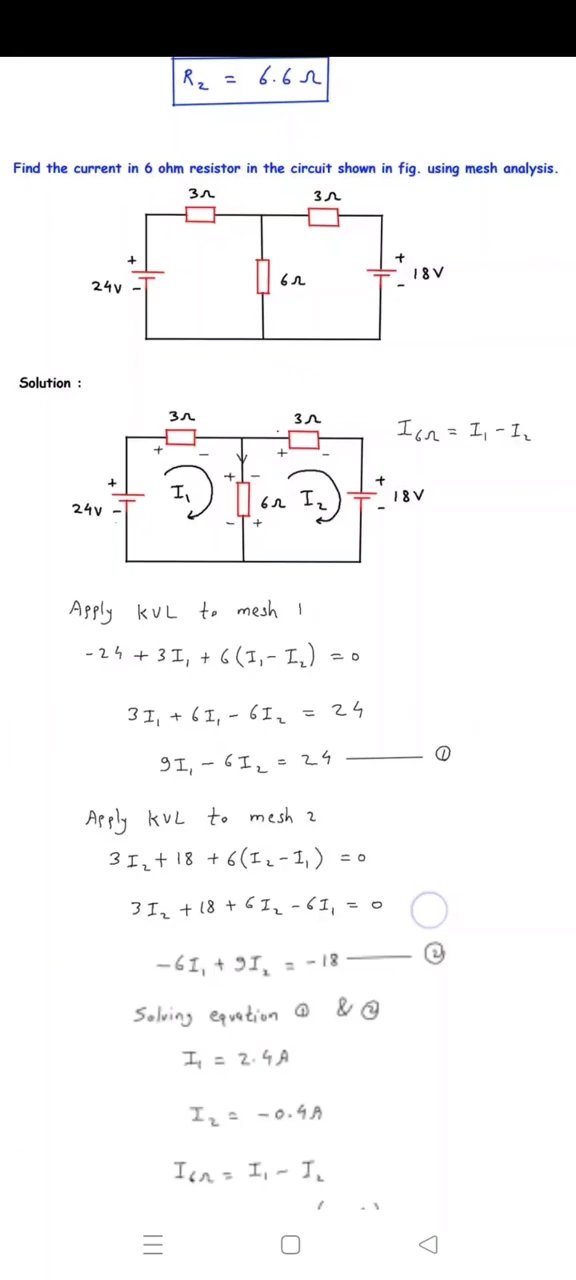 R₂ = 6.6 Ω
Find the current in 6 ohm resistor in the circuit shown in fig. using mesh analysis.
3Ω 3Ω
+ +
24V - 6Ω - 18V
Solution :
3Ω 3Ω I₆Ω = I₁ - I₂
+ - + -
+ + - +
24V - I₁ 6Ω I₂ - 18V
- +
Apply KVL to mesh 1
-24 + 3I₁ + 6(I₁ - I₂) = 0
3I₁ + 6I₁ - 6I₂ = 24
9I₁ - 6I₂ = 24 ——— ①
Apply KVL to mesh 2
3I₂ + 18 + 6(I₂ - I₁) = 0
3I₂ + 18 + 6I₂ - 6I₁ = 0
-6I₁ + 9I₂ = -18 ——— ②
Solving equation ① & ②
I₁ = 2.4A
I₂ = -0.4A
I₆Ω = I₁ - I₂